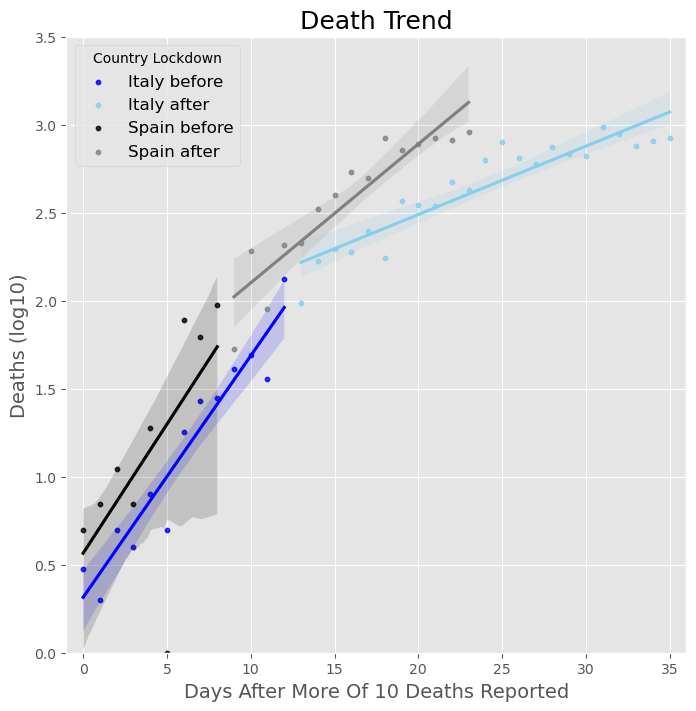 Death Trend
Country Lockdown
Italy before
Italy after
Spain before
Spain after
3.5
3.0
2.5
2.0
1.5
1.0
0.5
0.0
Deaths (log10)
0 5 10 15 20 25 30 35
Days After More Of 10 Deaths Reported